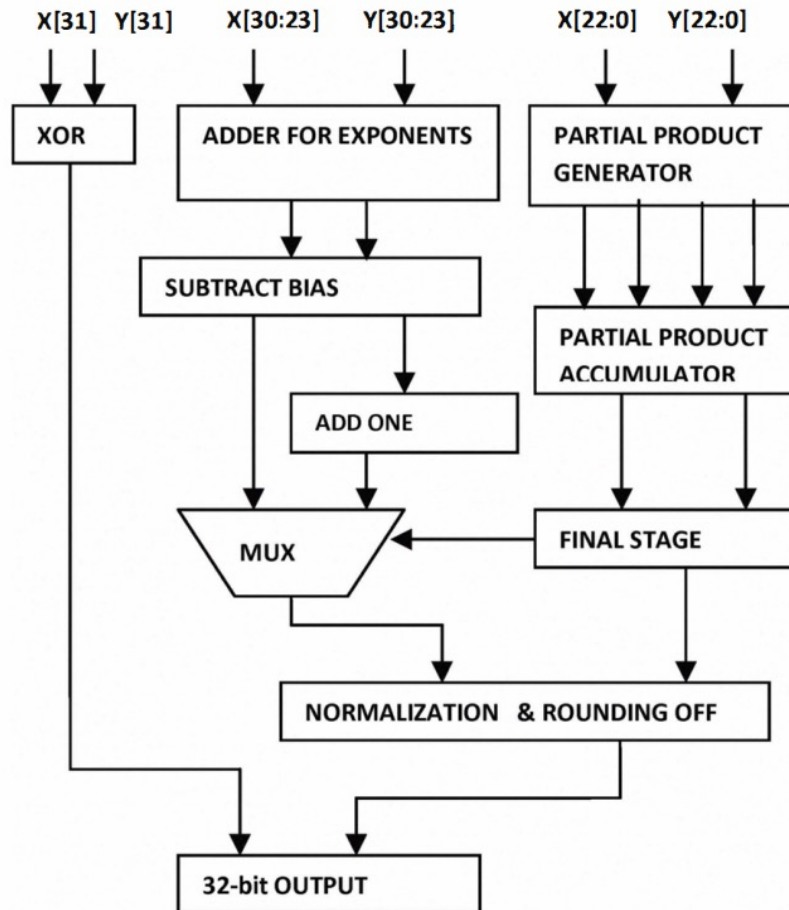 X[31] Y[31] X[30:23] Y[30:23] X[22:0] Y[22:0]
XOR
ADDER FOR EXPONENTS
PARTIAL PRODUCT
GENERATOR
SUBTRACT BIAS
PARTIAL PRODUCT
ACCUMULATOR
ADD ONE
MUX
FINAL STAGE
NORMALIZATION & ROUNDING OFF
32-bit OUTPUT